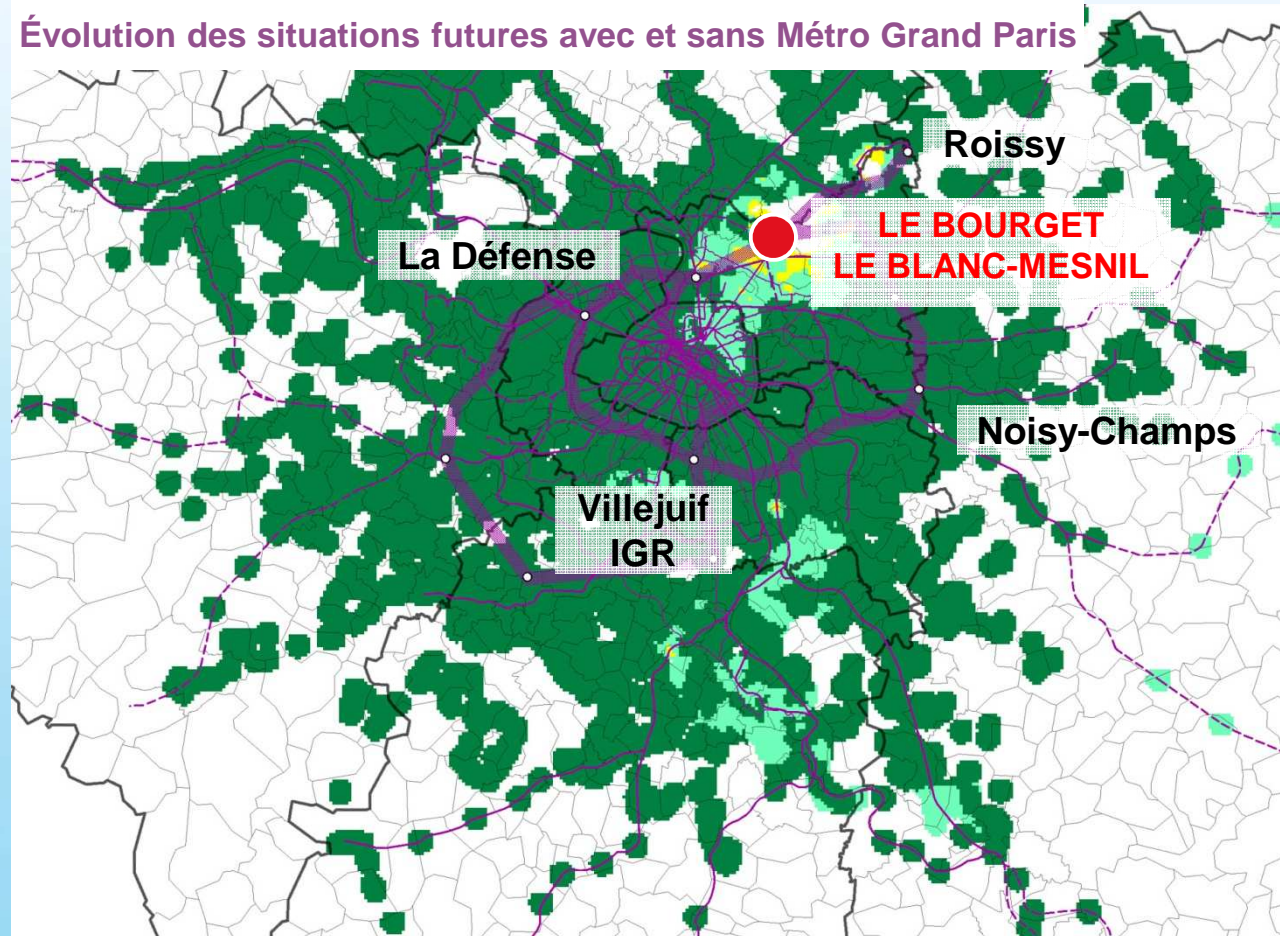 Évolution des situations futures avec et sans Métro Grand Paris
Roissy
LE BOURGET
LE BLANC-MESNIL
La Défense
Noisy-Champs
Villejuif
IGR